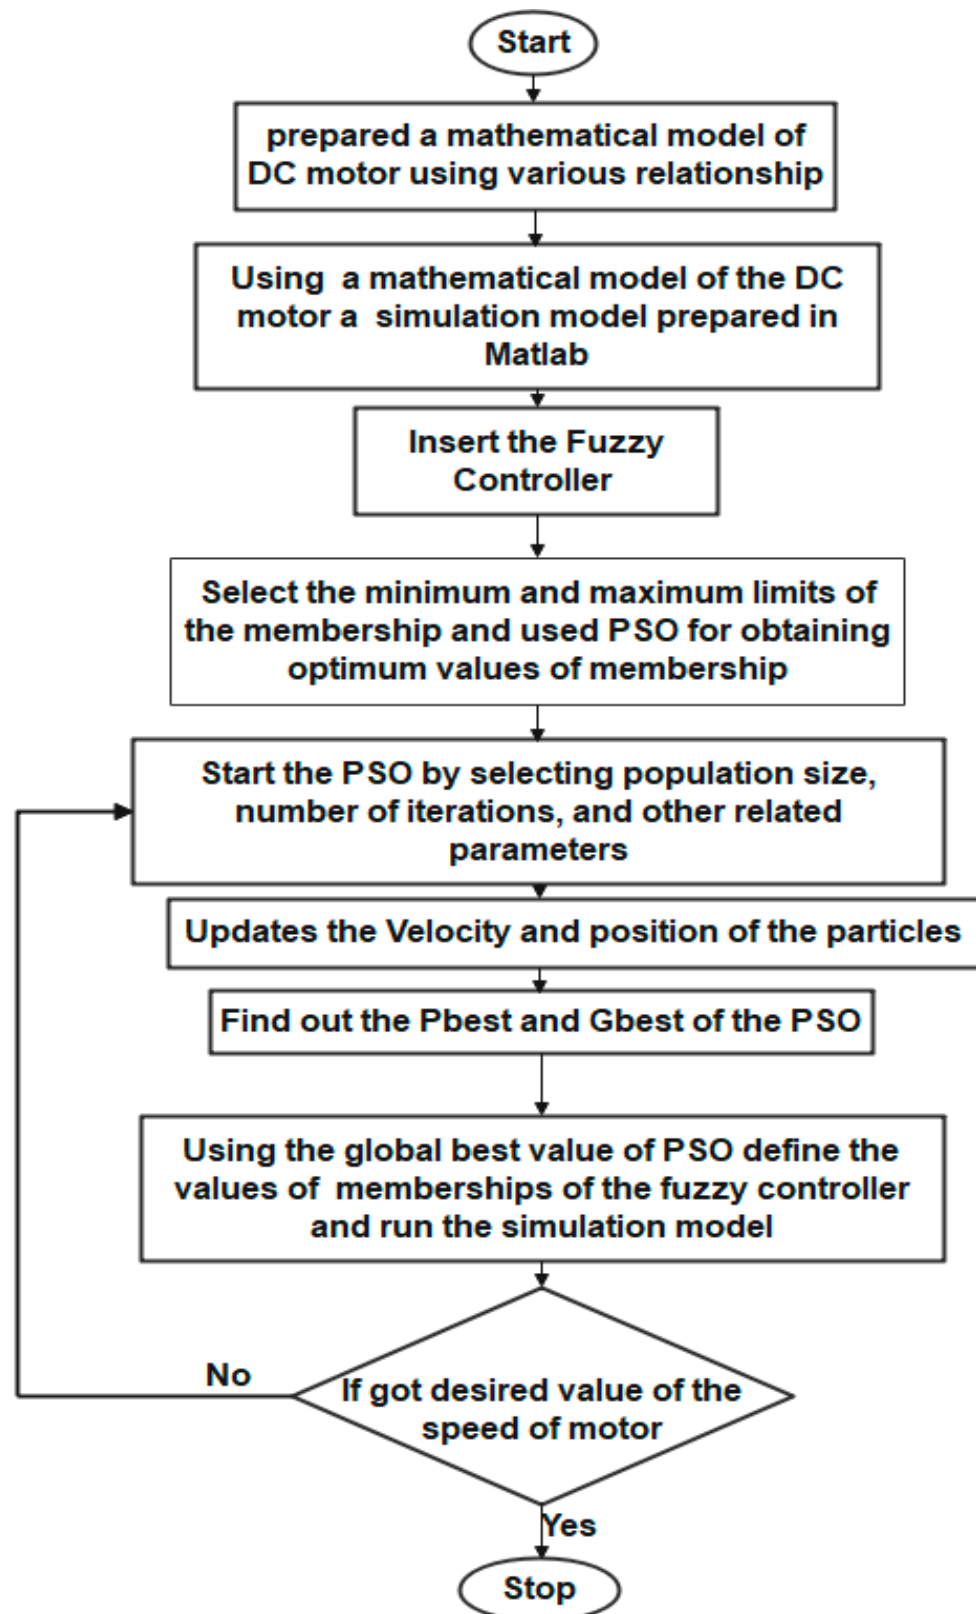 Start
prepared a mathematical model of
DC motor using various relationship
Using a mathematical model of the DC
motor a simulation model prepared in
Matlab
Insert the Fuzzy
Controller
Select the minimum and maximum limits of
the membership and used PSO for obtaining
optimum values of membership
Start the PSO by selecting population size,
number of iterations, and other related
parameters
Updates the Velocity and position of the particles
Find out the Pbest and Gbest of the PSO
Using the global best value of PSO define the
values of memberships of the fuzzy controller
and run the simulation model
No
If got desired value of the
speed of motor
Yes
Stop